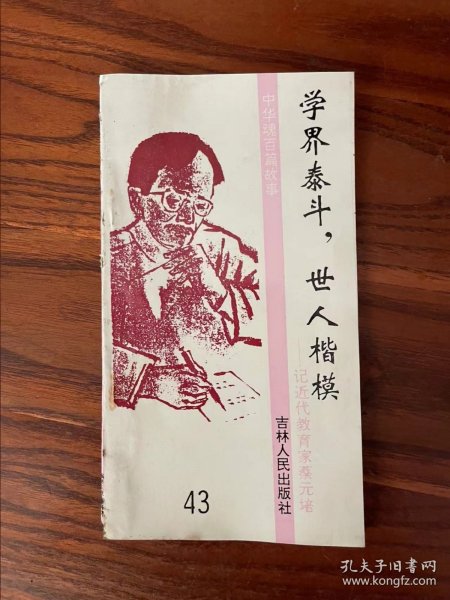 学界泰斗，世人楷模
——记近代教育家蔡元培
中华魂百篇故事
吉林人民出版社
43
孔夫子旧书网
www.kongfz.com